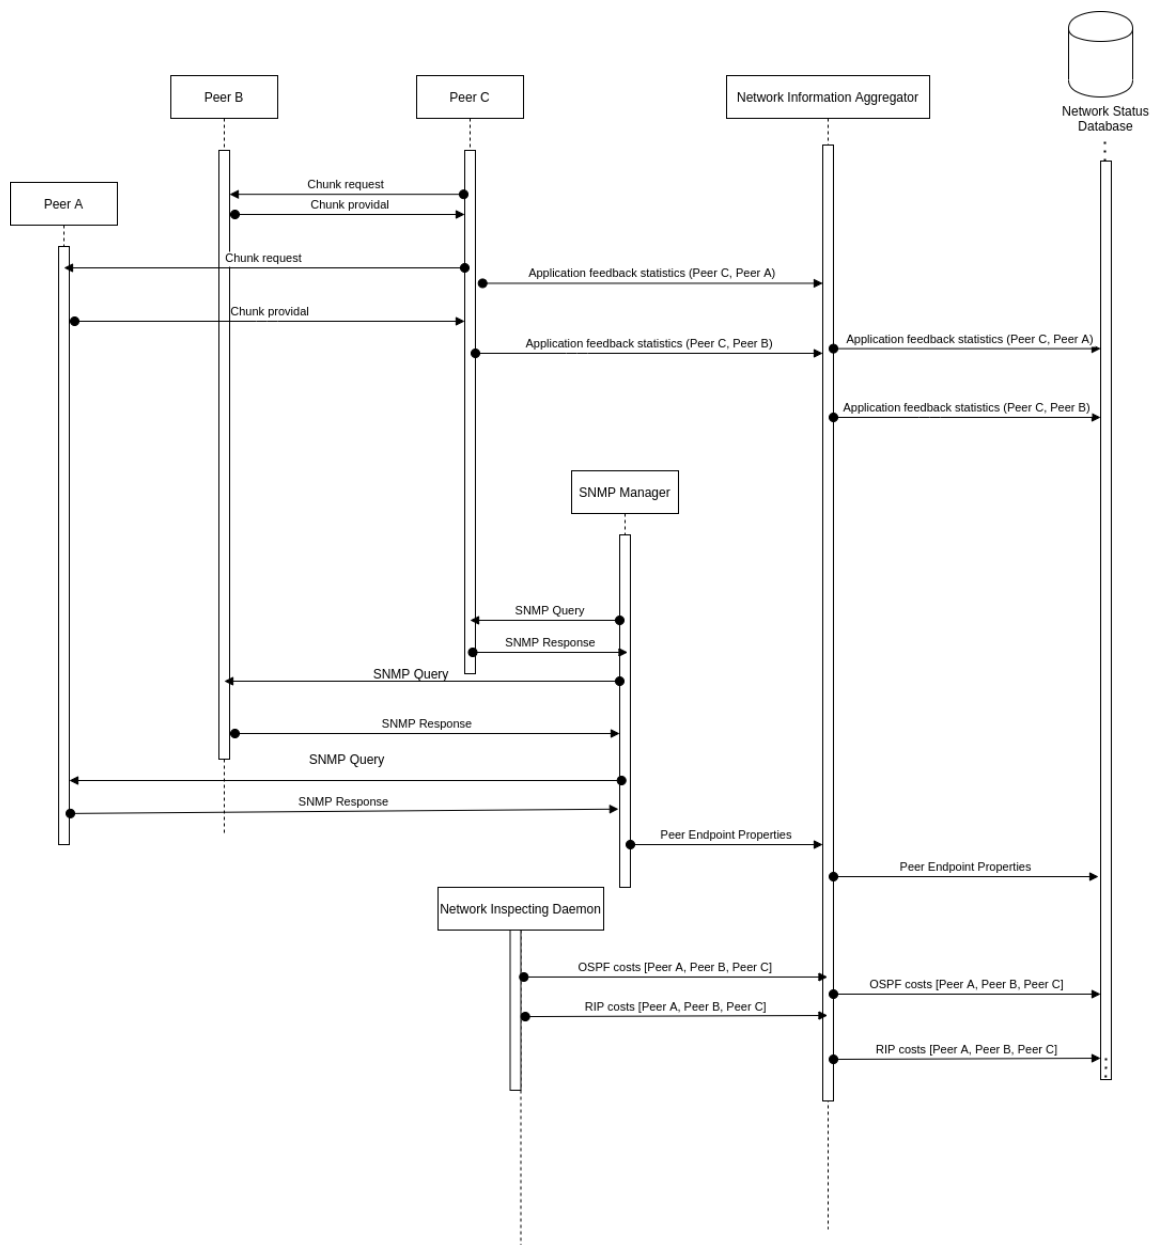 Network Status
Database
Peer B
Peer C
Network Information Aggregator
Chunk request
Peer A
Chunk providal
Chunk request
Application feedback statistics (Peer C, Peer A)
Chunk providal
Application feedback statistics (Peer C, Peer B)
Application feedback statistics (Peer C, Peer A)
Application feedback statistics (Peer C, Peer B)
SNMP Manager
SNMP Query
SNMP Response
SNMP Query
SNMP Response
SNMP Query
SNMP Response
Peer Endpoint Properties
Peer Endpoint Properties
Network Inspecting Daemon
OSPF costs [Peer A, Peer B, Peer C]
OSPF costs [Peer A, Peer B, Peer C]
RIP costs [Peer A, Peer B, Peer C]
RIP costs [Peer A, Peer B, Peer C]